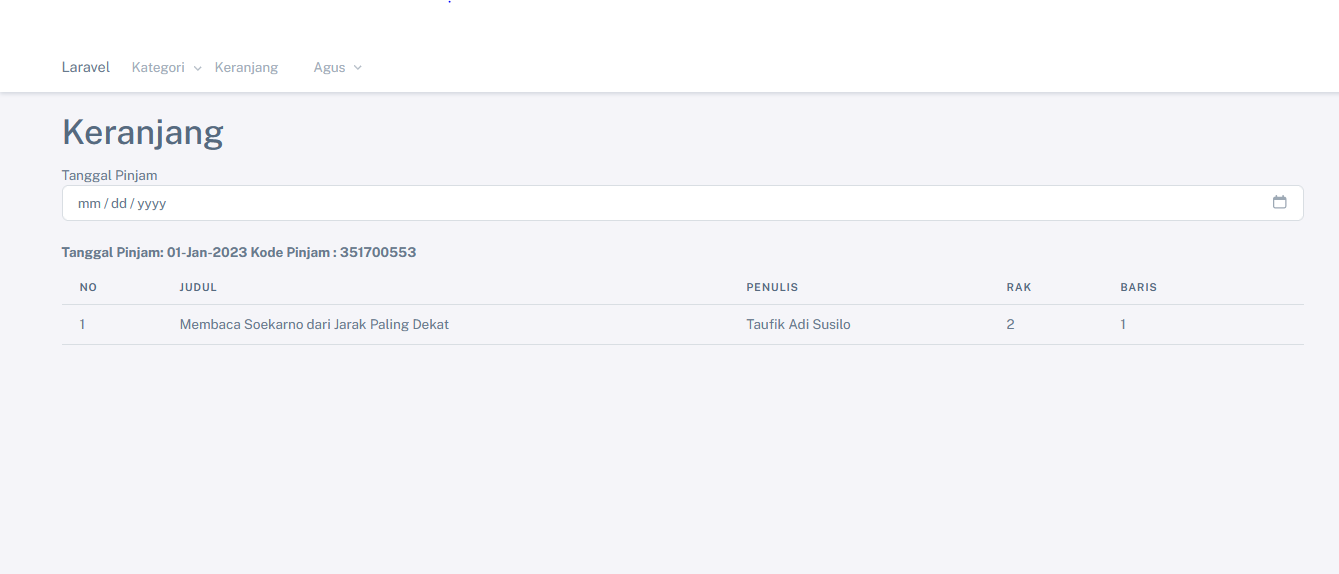 Laravel Kategori Keranjang Agus
Keranjang
Tanggal Pinjam
mm / dd / yyyy
Tanggal Pinjam: 01-Jan-2023 Kode Pinjam : 351700553
NO JUDUL PENULIS RAK BARIS
1 Membaca Soekarno dari Jarak Paling Dekat Taufik Adi Susilo 2 1